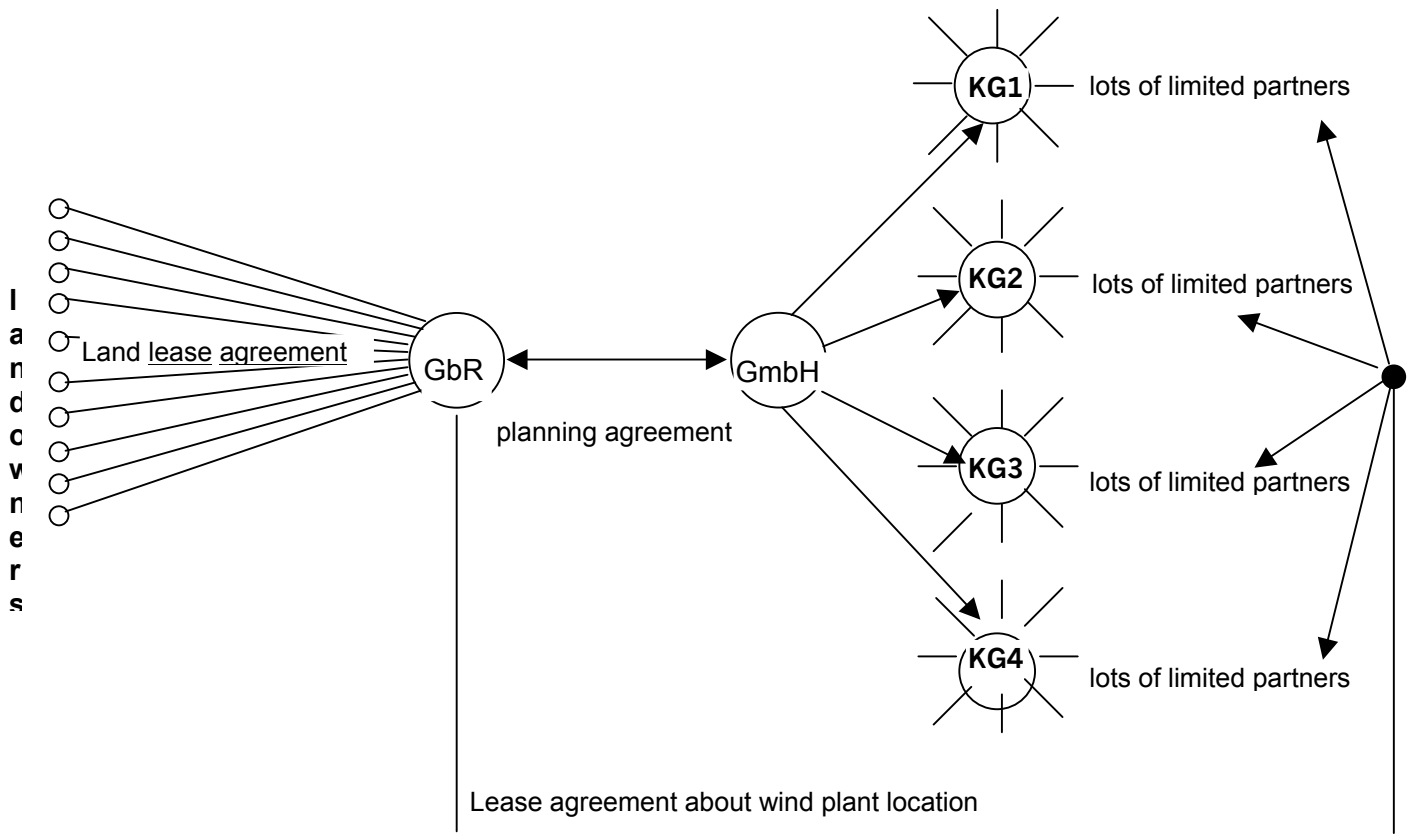 KG1
lots of limited partners
KG2
lots of limited partners
landowners
Land lease agreement
GbR
GmbH
planning agreement
KG3
lots of limited partners
KG4
lots of limited partners
Lease agreement about wind plant location